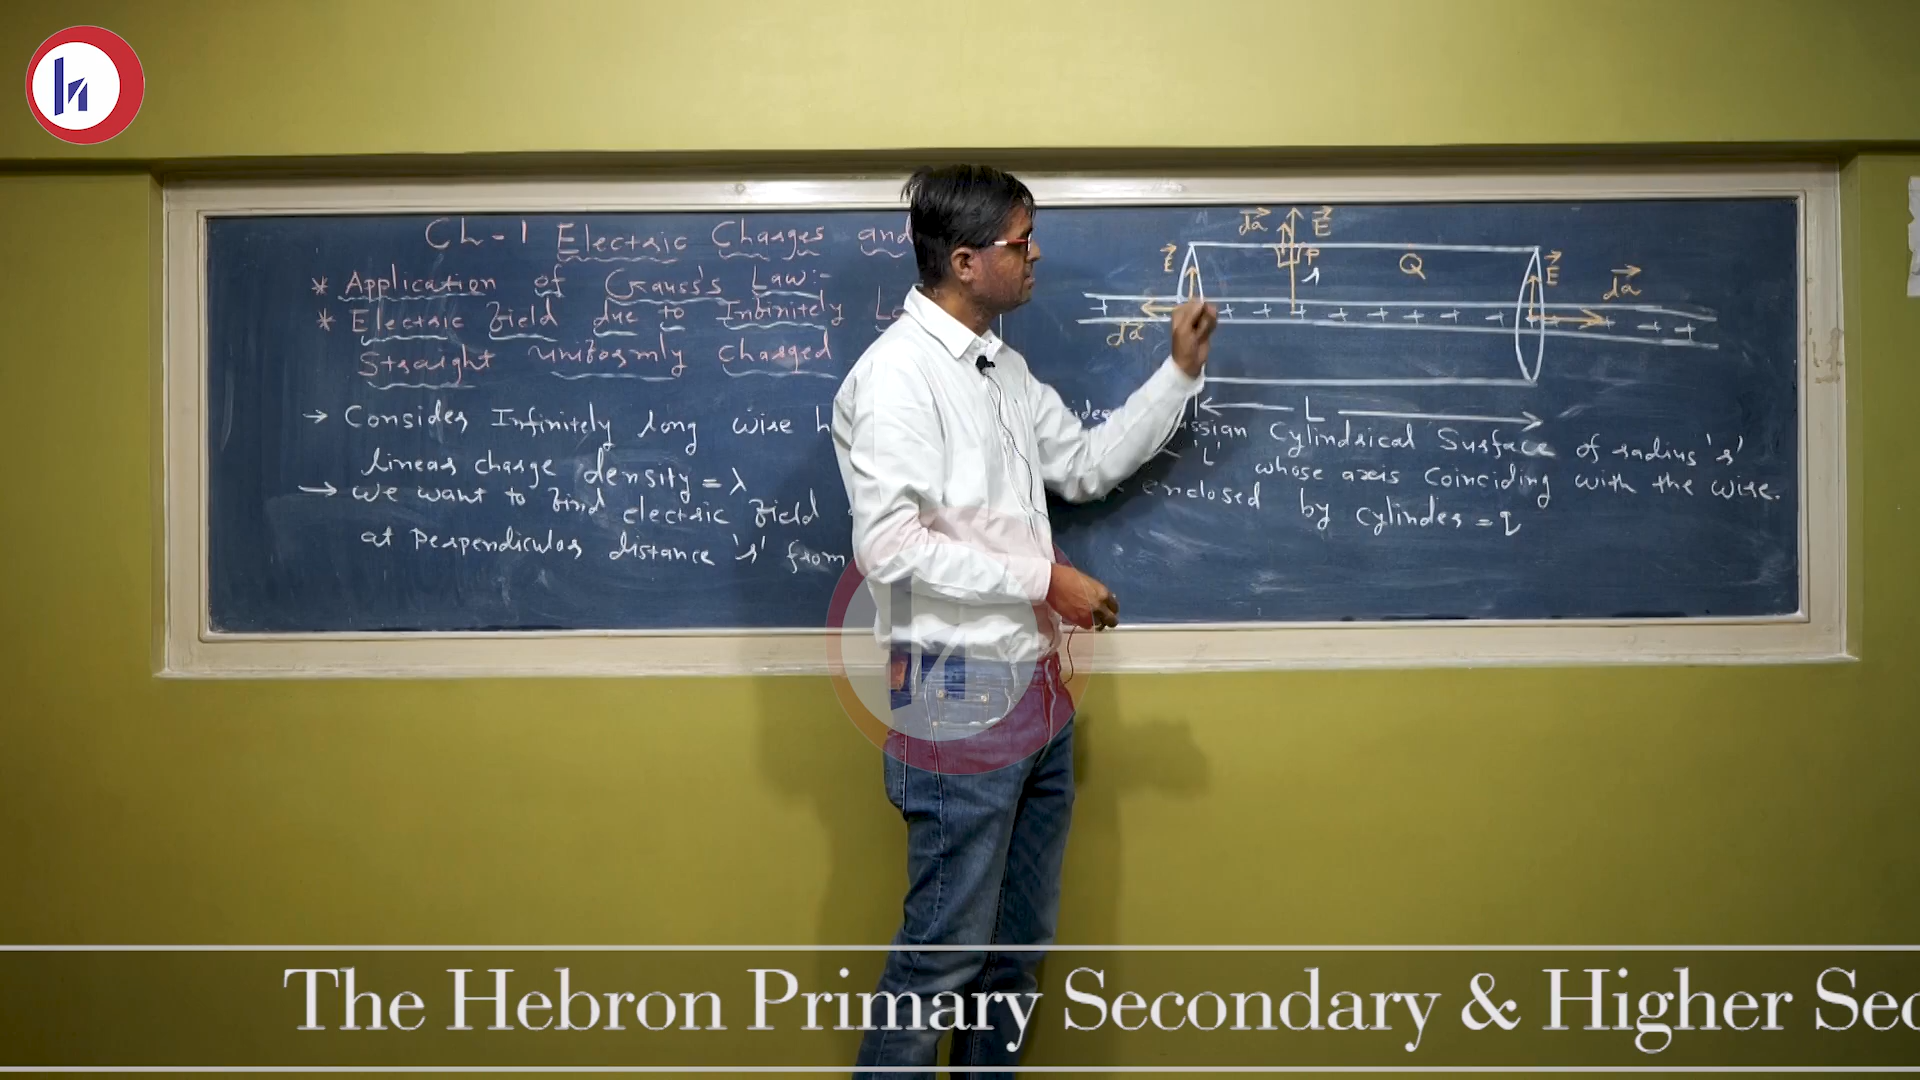 Ch-1 Electric Charges and
* Application of Gauss's Law:-
* Electric Field due to Infinitely
Straight uniformly charged
→ Consider Infinitely long wire
linear charge density = λ
→ we want to find electric field
at Perpendicular distance 'r' from
da E
E P Q E da
r
+ + + + + + + + + + +
da
L
Cylindrical Surface of radius 'r'
'L' whose axis coinciding with the wire.
enclosed by cylinder = q
The Hebron Primary Secondary & Higher Sec